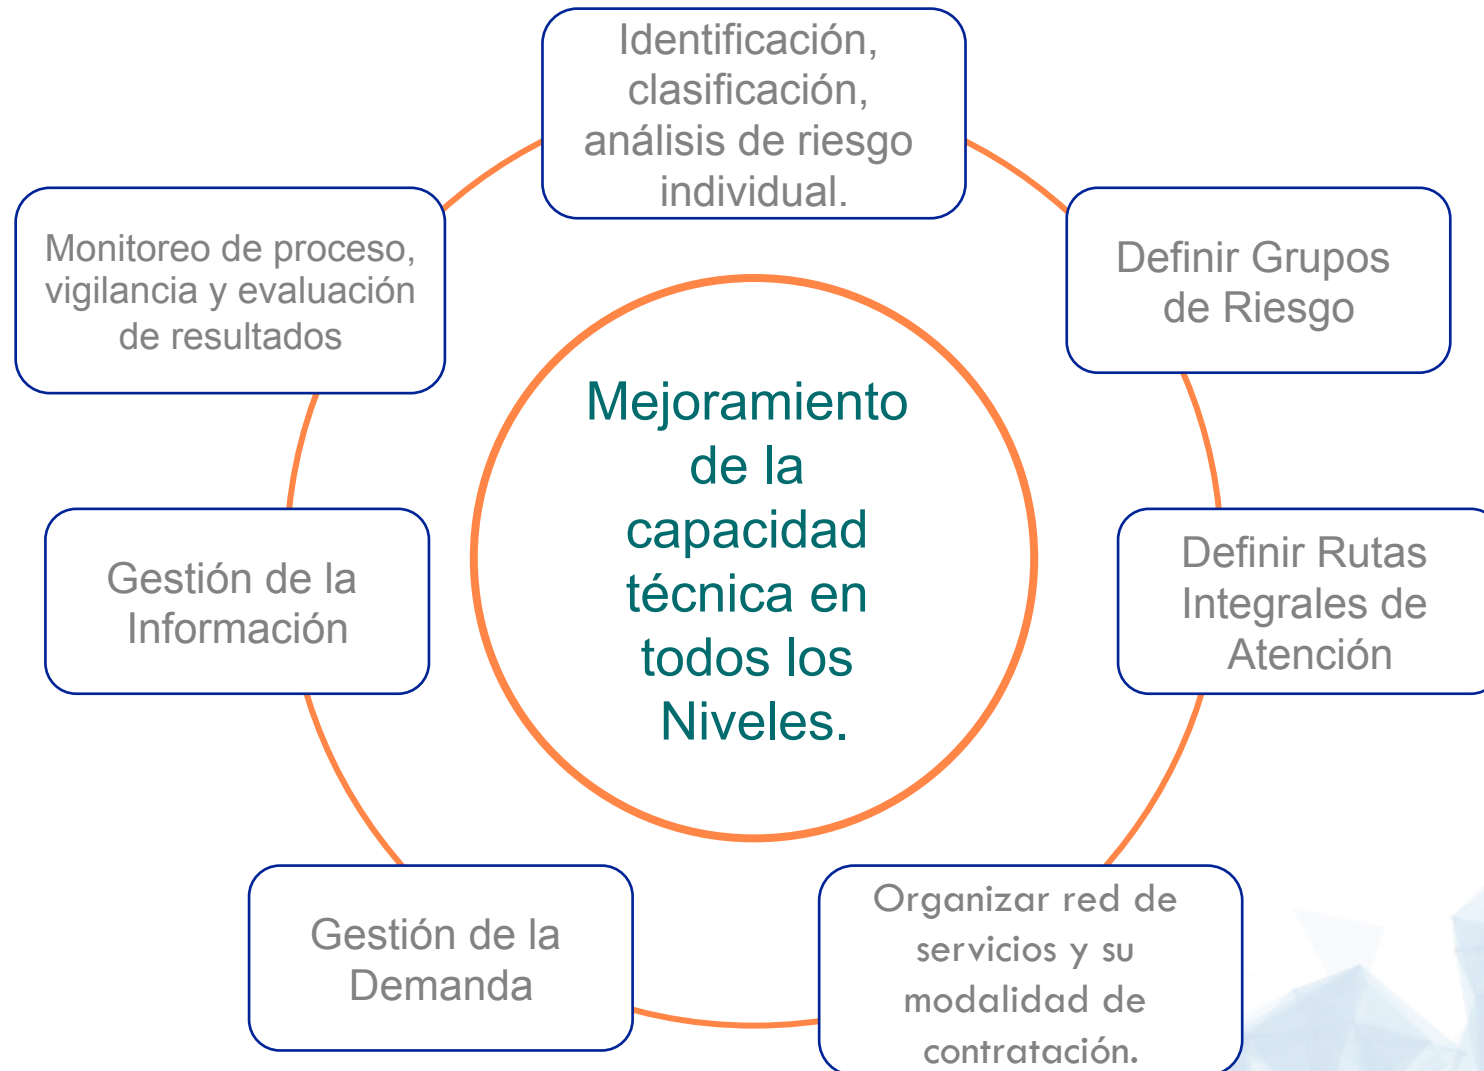 Identificación,
clasificación,
análisis de riesgo
individual.
Definir Grupos
de Riesgo
Definir Rutas
Integrales de
Atención
Organizar red de
servicios y su
modalidad de
contratación.
Gestión de la
Demanda
Gestión de la
Información
Monitoreo de proceso,
vigilancia y evaluación
de resultados
Mejoramiento
de la
capacidad
técnica en
todos los
Niveles.